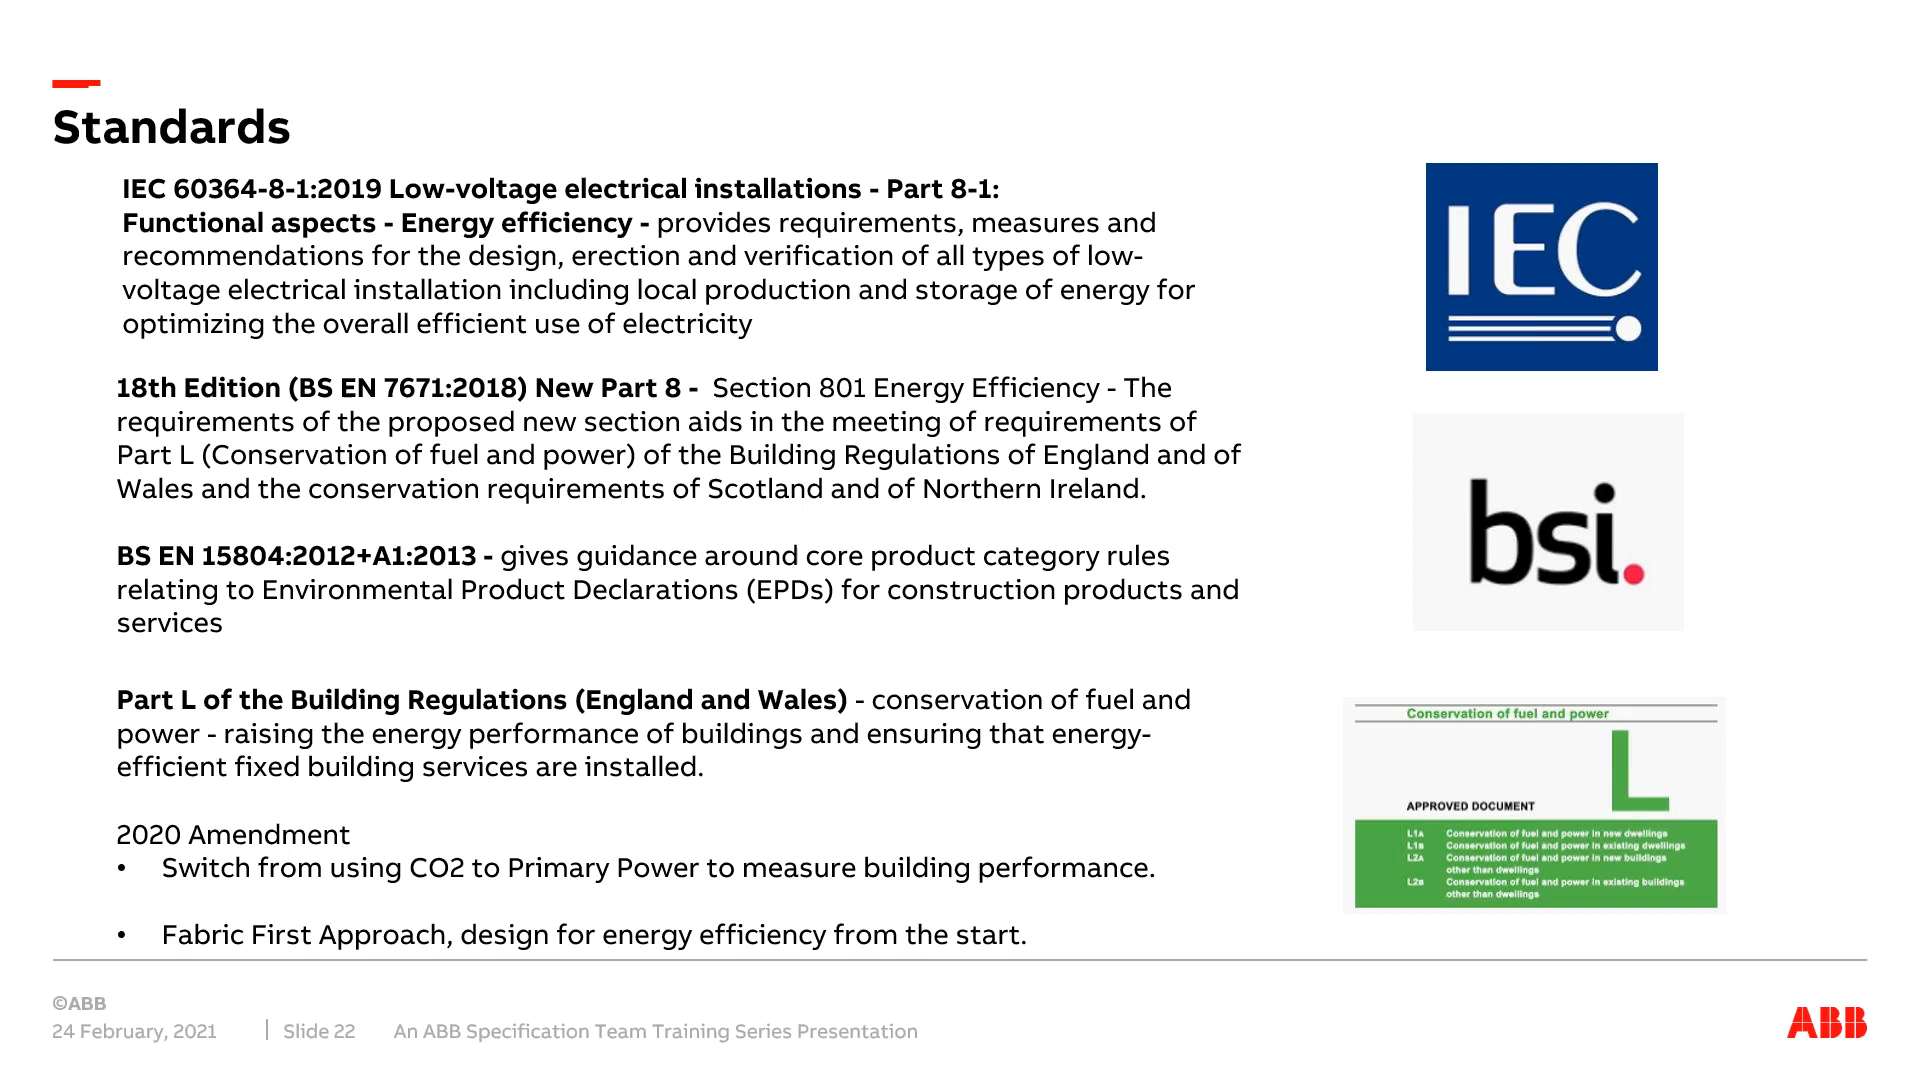 Standards
IEC 60364-8-1:2019 Low-voltage electrical installations - Part 8-1:
Functional aspects - Energy efficiency - provides requirements, measures and
recommendations for the design, erection and verification of all types of low-
voltage electrical installation including local production and storage of energy for
optimizing the overall efficient use of electricity
18th Edition (BS EN 7671:2018) New Part 8 - Section 801 Energy Efficiency - The
requirements of the proposed new section aids in the meeting of requirements of
Part L (Conservation of fuel and power) of the Building Regulations of England and of
Wales and the conservation requirements of Scotland and of Northern Ireland.
BS EN 15804:2012+A1:2013 - gives guidance around core product category rules
relating to Environmental Product Declarations (EPDs) for construction products and
services
Part L of the Building Regulations (England and Wales) - conservation of fuel and
power - raising the energy performance of buildings and ensuring that energy-
efficient fixed building services are installed.
2020 Amendment
• Switch from using CO2 to Primary Power to measure building performance.
• Fabric First Approach, design for energy efficiency from the start.
IEC
bsi.
Conservation of fuel and power
L
APPROVED DOCUMENT
L1A Conservation of fuel and power in new dwellings
L1B Conservation of fuel and power in existing dwellings
L2A Conservation of fuel and power in new buildings
other than dwellings
L2B Conservation of fuel and power in existing buildings
other than dwellings
©ABB
24 February, 2021 | Slide 22 An ABB Specification Team Training Series Presentation
ABB